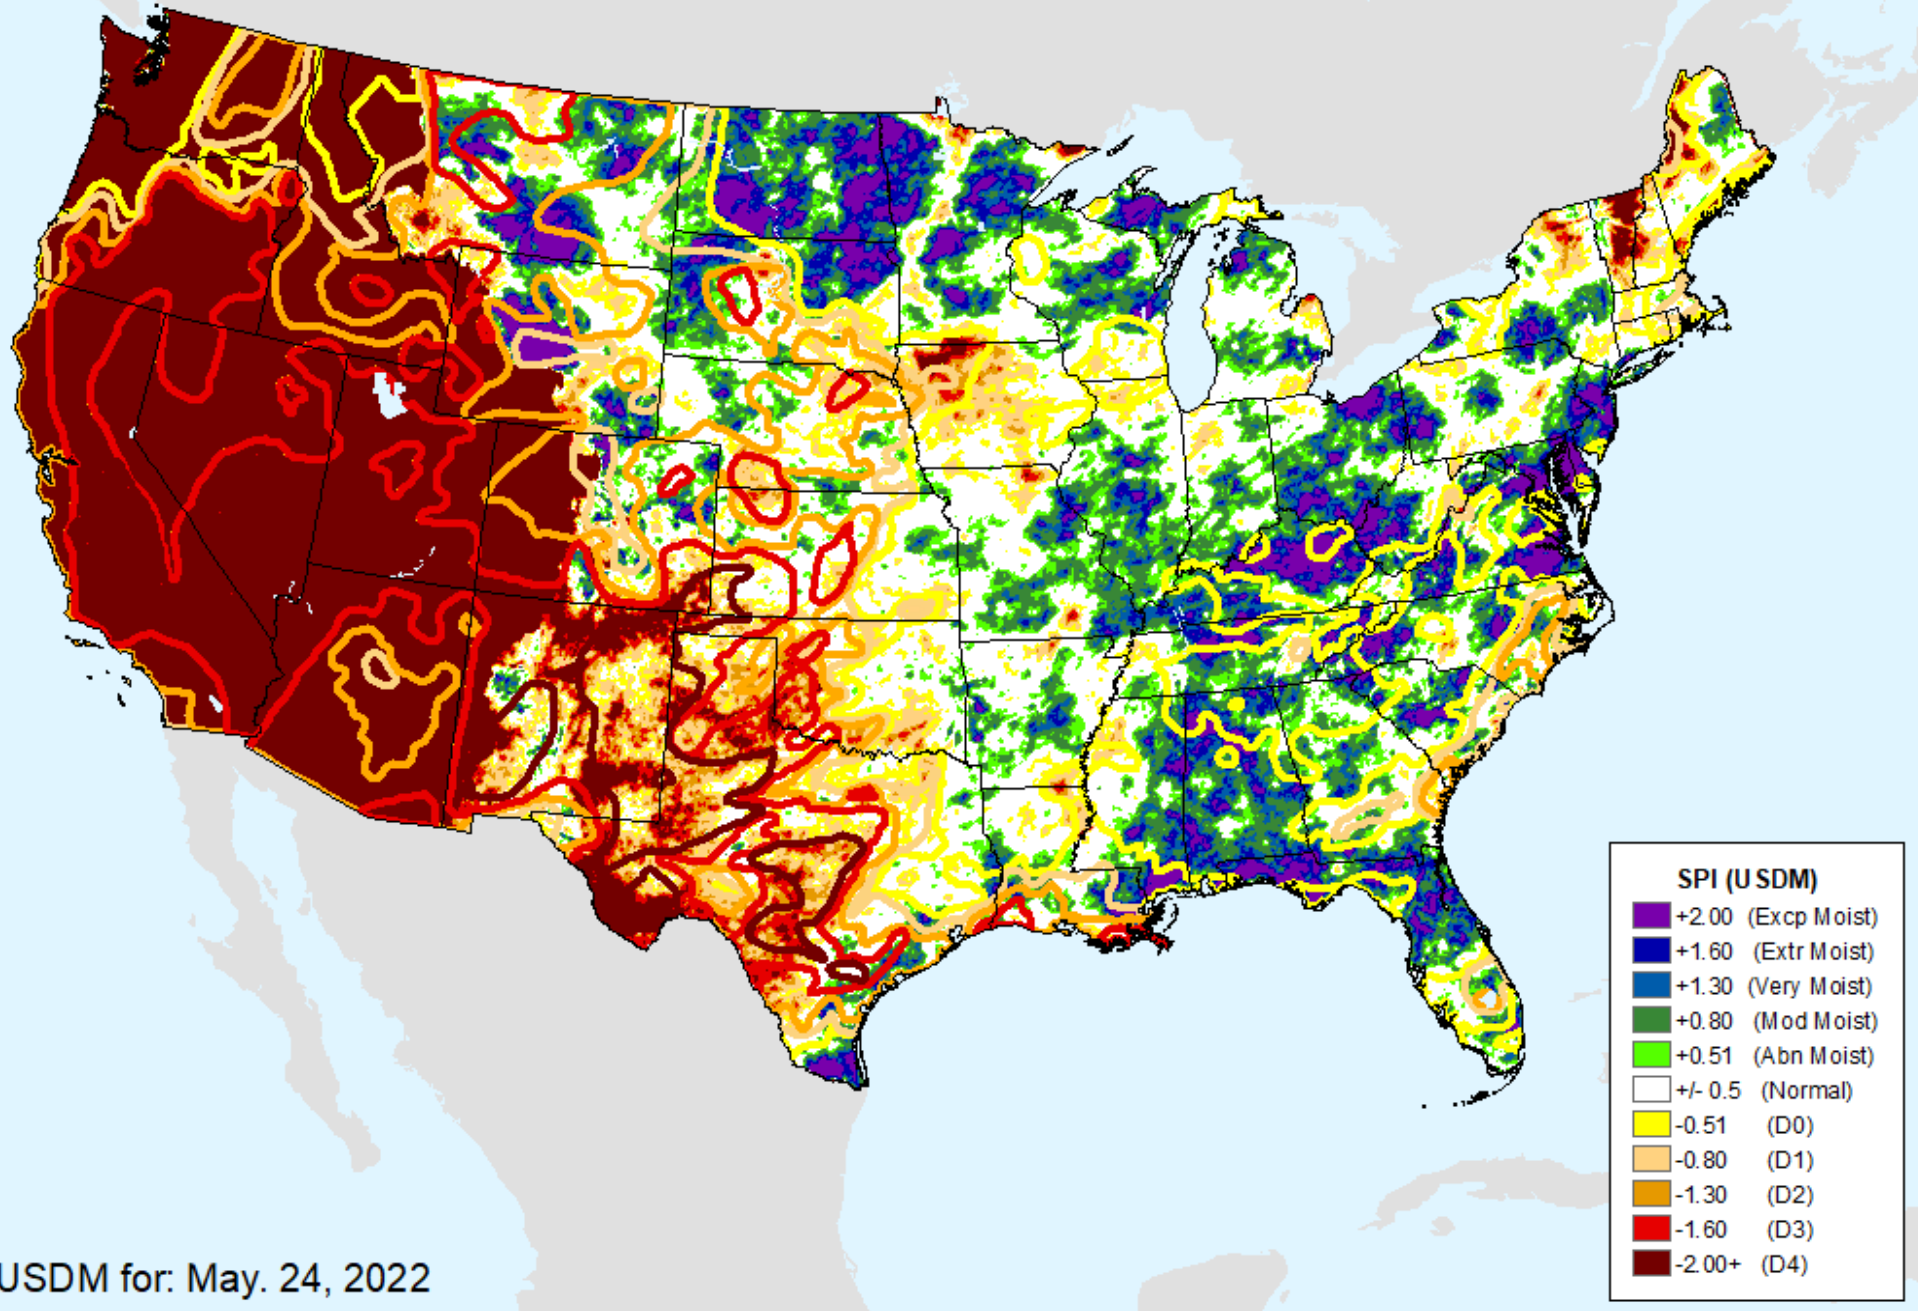 SPI (USDM)
+2.00 (Excp Moist)
+1.60 (Extr Moist)
+1.30 (Very Moist)
+0.80 (Mod Moist)
+0.51 (Abn Moist)
+/- 0.5 (Normal)
-0.51 (D0)
-0.80 (D1)
-1.30 (D2)
-1.60 (D3)
-2.00+ (D4)
USDM for: May. 24, 2022